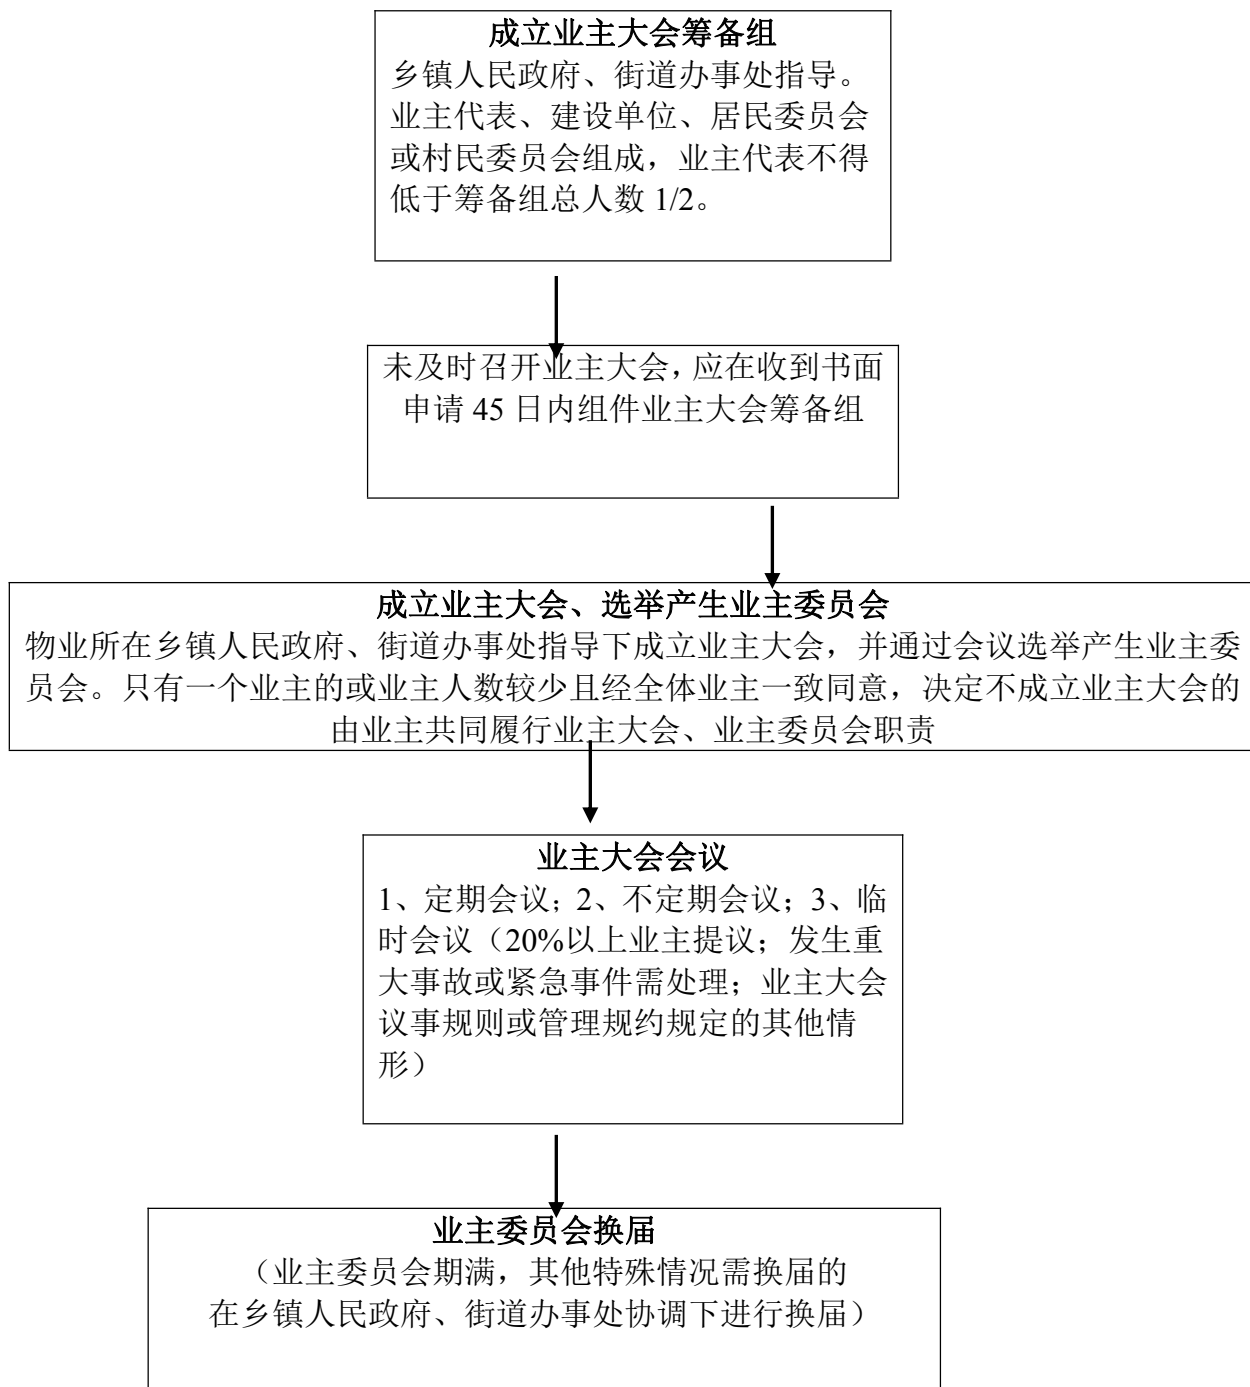 成立业主大会筹备组
乡镇人民政府、街道办事处指导。
业主代表、建设单位、居民委员会
或村民委员会组成，业主代表不得
低于筹备组总人数 1/2。
未及时召开业主大会，应在收到书面
申请 45 日内组件业主大会筹备组
成立业主大会、选举产生业主委员会
物业所在乡镇人民政府、街道办事处指导下成立业主大会，并通过会议选举产生业主委
员会。只有一个业主的或业主人数较少且经全体业主一致同意，决定不成立业主大会的
由业主共同履行业主大会、业主委员会职责
业主大会会议
1、定期会议；2、不定期会议；3、临
时会议（20%以上业主提议；发生重
大事故或紧急事件需处理；业主大会
议事规则或管理规约规定的其他情
形）
业主委员会换届
（业主委员会期满，其他特殊情况需换届的
在乡镇人民政府、街道办事处协调下进行换届）